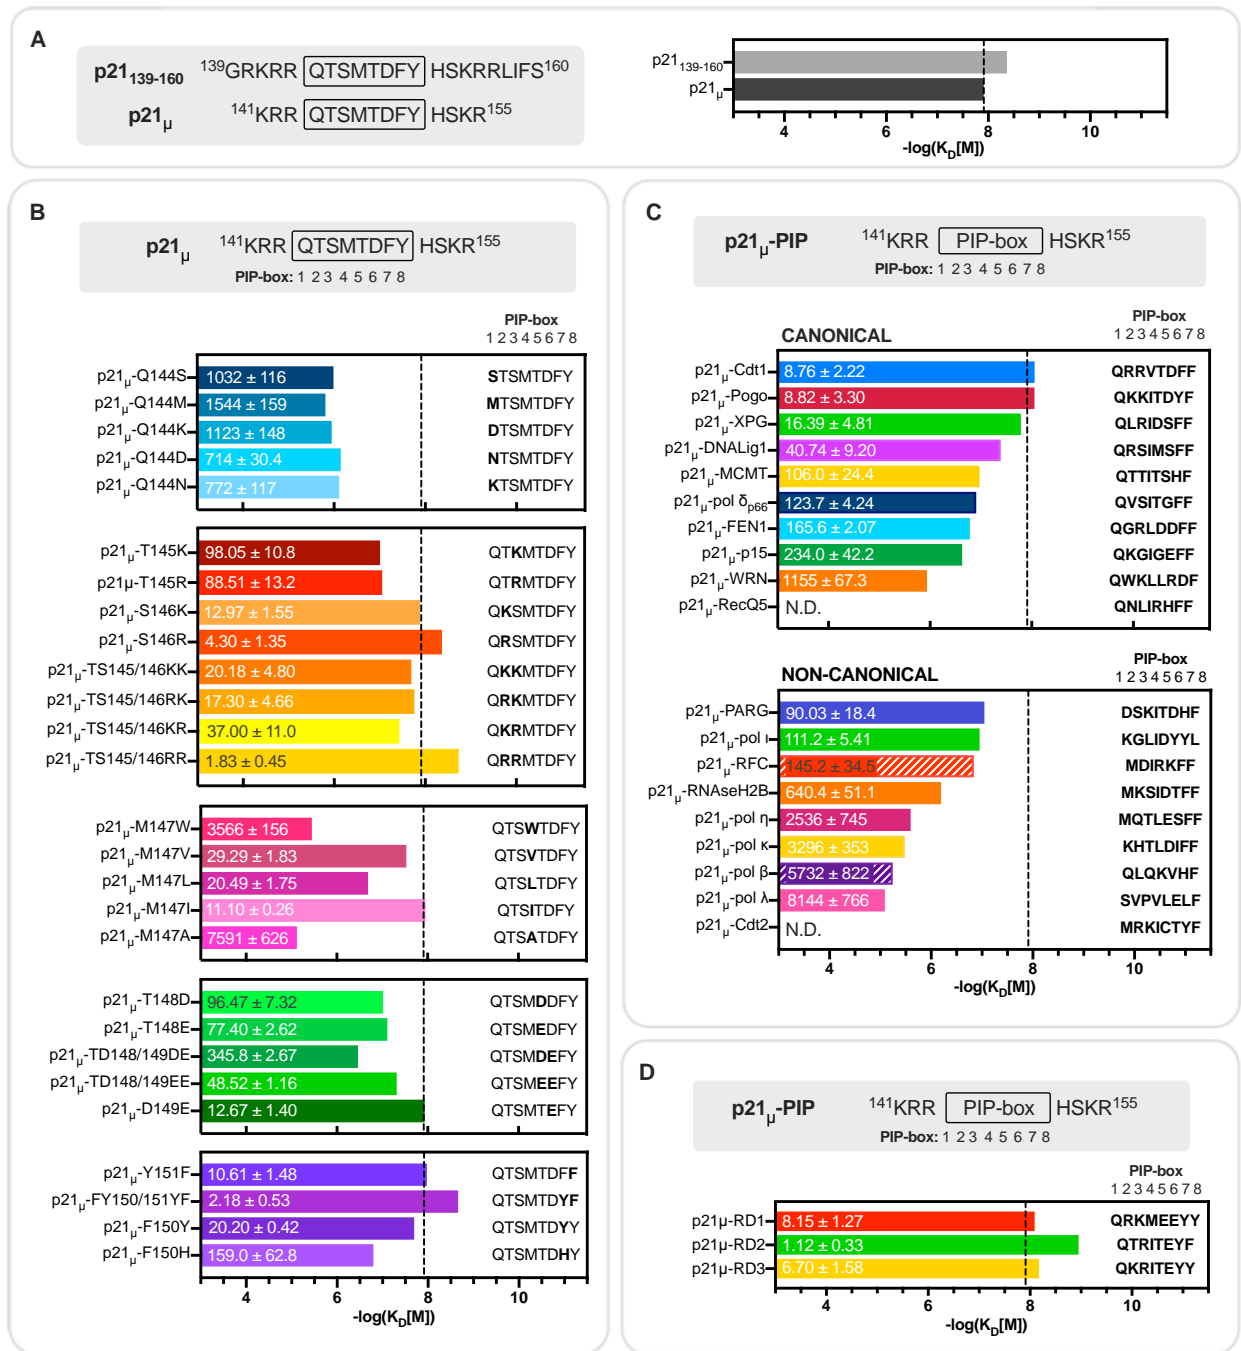 A
p21139-160 139GRKRR QTSMTDFY HSKRRLIFS160
p21μ 141KRR QTSMTDFY HSKR155
p21139-160
p21μ
4 6 8 10
-log(KD[M])
B
p21μ 141KRR QTSMTDFY HSKR155
PIP-box: 1 2 3 4 5 6 7 8
PIP-box
1 2 3 4 5 6 7 8
p21μ-Q144S 1032 ± 116 STSMTDFY
p21μ-Q144M 1544 ± 159 MTSMTDFY
p21μ-Q144K 1123 ± 148 DTSMTDFY
p21μ-Q144D 714 ± 30.4 NTSMTDFY
p21μ-Q144N 772 ± 117 KTSMTDFY
p21μ-T145K 98.05 ± 10.8 QTKMTDFY
p21μ-T145R 88.51 ± 13.2 QTRMTDFY
p21μ-S146K 12.97 ± 1.55 QKSMTDFY
p21μ-S146R 4.30 ± 1.35 QRSMTDFY
p21μ-TS145/146KK 20.18 ± 4.80 QKKMTDFY
p21μ-TS145/146RK 17.30 ± 4.66 QRKMTDFY
p21μ-TS145/146KR 37.00 ± 11.0 QKRMTDFY
p21μ-TS145/146RR 1.83 ± 0.45 QRRMTDFY
p21μ-M147W 3566 ± 156 QTSWTDFY
p21μ-M147V 29.29 ± 1.83 QTSVTDFY
p21μ-M147L 20.49 ± 1.75 QTSLTDFY
p21μ-M147I 11.10 ± 0.26 QTSITDFY
p21μ-M147A 7591 ± 626 QTSATDFY
p21μ-T148D 96.47 ± 7.32 QTSMDDFY
p21μ-T148E 77.40 ± 2.62 QTSMEDFY
p21μ-TD148/149DE 345.8 ± 2.67 QTSMDEFY
p21μ-TD148/149EE 48.52 ± 1.16 QTSMEEFY
p21μ-D149E 12.67 ± 1.40 QTSMTEFY
p21μ-Y151F 10.61 ± 1.48 QTSMTDFF
p21μ-FY150/151YF 2.18 ± 0.53 QTSMTDYF
p21μ-F150Y 20.20 ± 0.42 QTSMTDYY
p21μ-F150H 159.0 ± 62.8 QTSMTDHY
4 6 8 10
-log(KD[M])
C
p21μ-PIP 141KRR PIP-box HSKR155
PIP-box: 1 2 3 4 5 6 7 8
PIP-box
1 2 3 4 5 6 7 8
CANONICAL
p21μ-Cdt1 8.76 ± 2.22 QRRVTDFF
p21μ-Pogo 8.82 ± 3.30 QKKITDYF
p21μ-XPG 16.39 ± 4.81 QLRIDSFF
p21μ-DNALig1 40.74 ± 9.20 QRSIMSFF
p21μ-MCMT 106.0 ± 24.4 QTTITSHF
p21μ-pol δp66 123.7 ± 4.24 QVSITGFF
p21μ-FEN1 165.6 ± 2.07 QGRLDDFF
p21μ-p15 234.0 ± 42.2 QKGIGEFF
p21μ-WRN 1155 ± 67.3 QWKLLRDF
p21μ-RecQ5 N.D. QNLIRHFF
PIP-box
1 2 3 4 5 6 7 8
NON-CANONICAL
p21μ-PARG 90.03 ± 18.4 DSKITDHF
p21μ-pol ι 111.2 ± 5.41 KGLIDYYL
p21μ-RFC 145.2 ± 34.5 MDIRKFF
p21μ-RNAseH2B 640.4 ± 51.1 MKSIDTFF
p21μ-pol η 2536 ± 745 MQTLESFF
p21μ-pol κ 3296 ± 353 KHTLDIFF
p21μ-pol β 5732 ± 822 QLQKVHF
p21μ-pol λ 8144 ± 766 SVPVLELF
p21μ-Cdt2 N.D. MRKICTYF
4 6 8 10
-log(KD[M])
D
p21μ-PIP 141KRR PIP-box HSKR155
PIP-box: 1 2 3 4 5 6 7 8
PIP-box
1 2 3 4 5 6 7 8
p21μ-RD1 8.15 ± 1.27 QRKMEEYY
p21μ-RD2 1.12 ± 0.33 QTRITEYF
p21μ-RD3 6.70 ± 1.58 QKRITEYY
4 6 8 10
-log(KD[M])